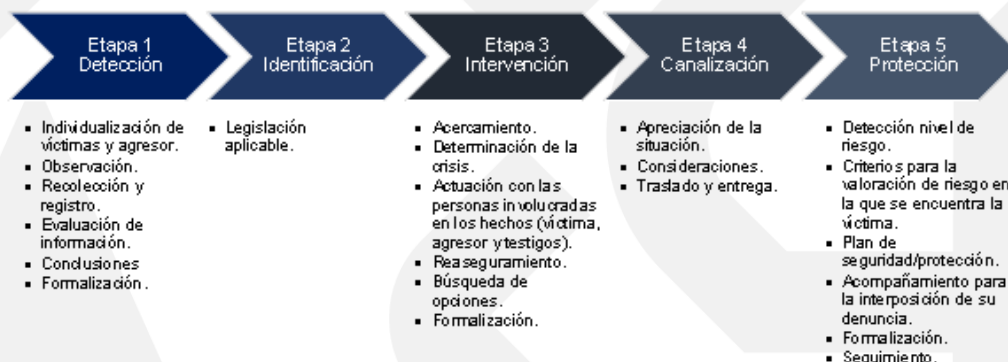 Etapa 1
Detección
Etapa 2
Identificación
Etapa 3
Intervención
Etapa 4
Canalización
Etapa 5
Protección
▪ Individualización de
víctimas y agresor.
▪ Observación.
▪ Recolección y
registro.
▪ Evaluación de
información.
▪ Conclusiones
▪ Formalización.
▪ Legislación
aplicable.
▪ Acercamiento.
▪ Determinación de la
crisis.
▪ Actuación con las
personas involucradas
en los hechos (víctima,
agresor y testigos).
▪ Reaseguramiento.
▪ Búsqueda de
opciones.
▪ Formalización.
▪ Apreciación de la
situación.
▪ Consideraciones.
▪ Traslado y entrega.
▪ Detección nivel de
riesgo.
▪ Criterios para la
valoración de riesgo en
la que se encuentra la
víctima.
▪ Plan de
seguridad/protección.
▪ Acompañamiento para
la interposición de su
denuncia.
▪ Formalización.
▪ Seguimiento.